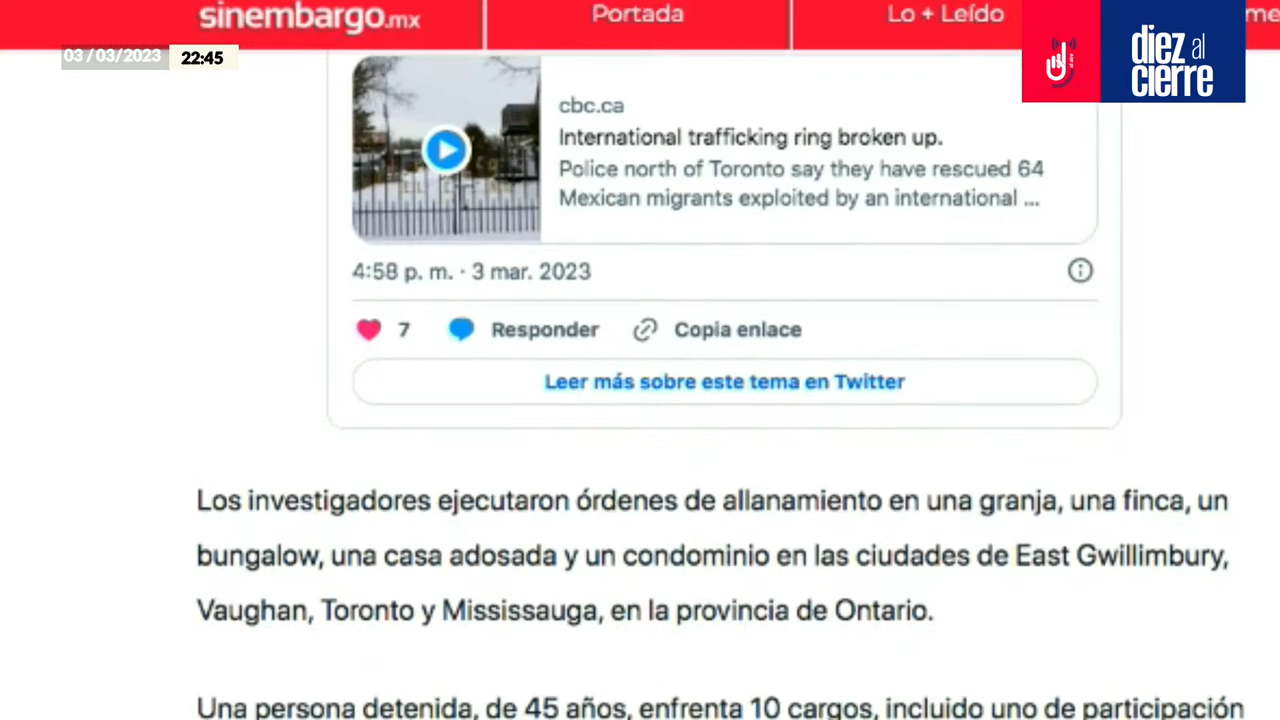 sinembargo.mx
Portada
Lo + Leído
me
03/03/2023
22:45
diez al
cierre
cbc.ca
International trafficking ring broken up.
Police north of Toronto say they have rescued 64
Mexican migrants exploited by an international ...
4:58 p. m. · 3 mar. 2023
7
Responder
Copia enlace
Leer más sobre este tema en Twitter
Los investigadores ejecutaron órdenes de allanamiento en una granja, una finca, un
bungalow, una casa adosada y un condominio en las ciudades de East Gwillimbury,
Vaughan, Toronto y Mississauga, en la provincia de Ontario.
Una persona detenida, de 45 años, enfrenta 10 cargos, incluido uno de participación